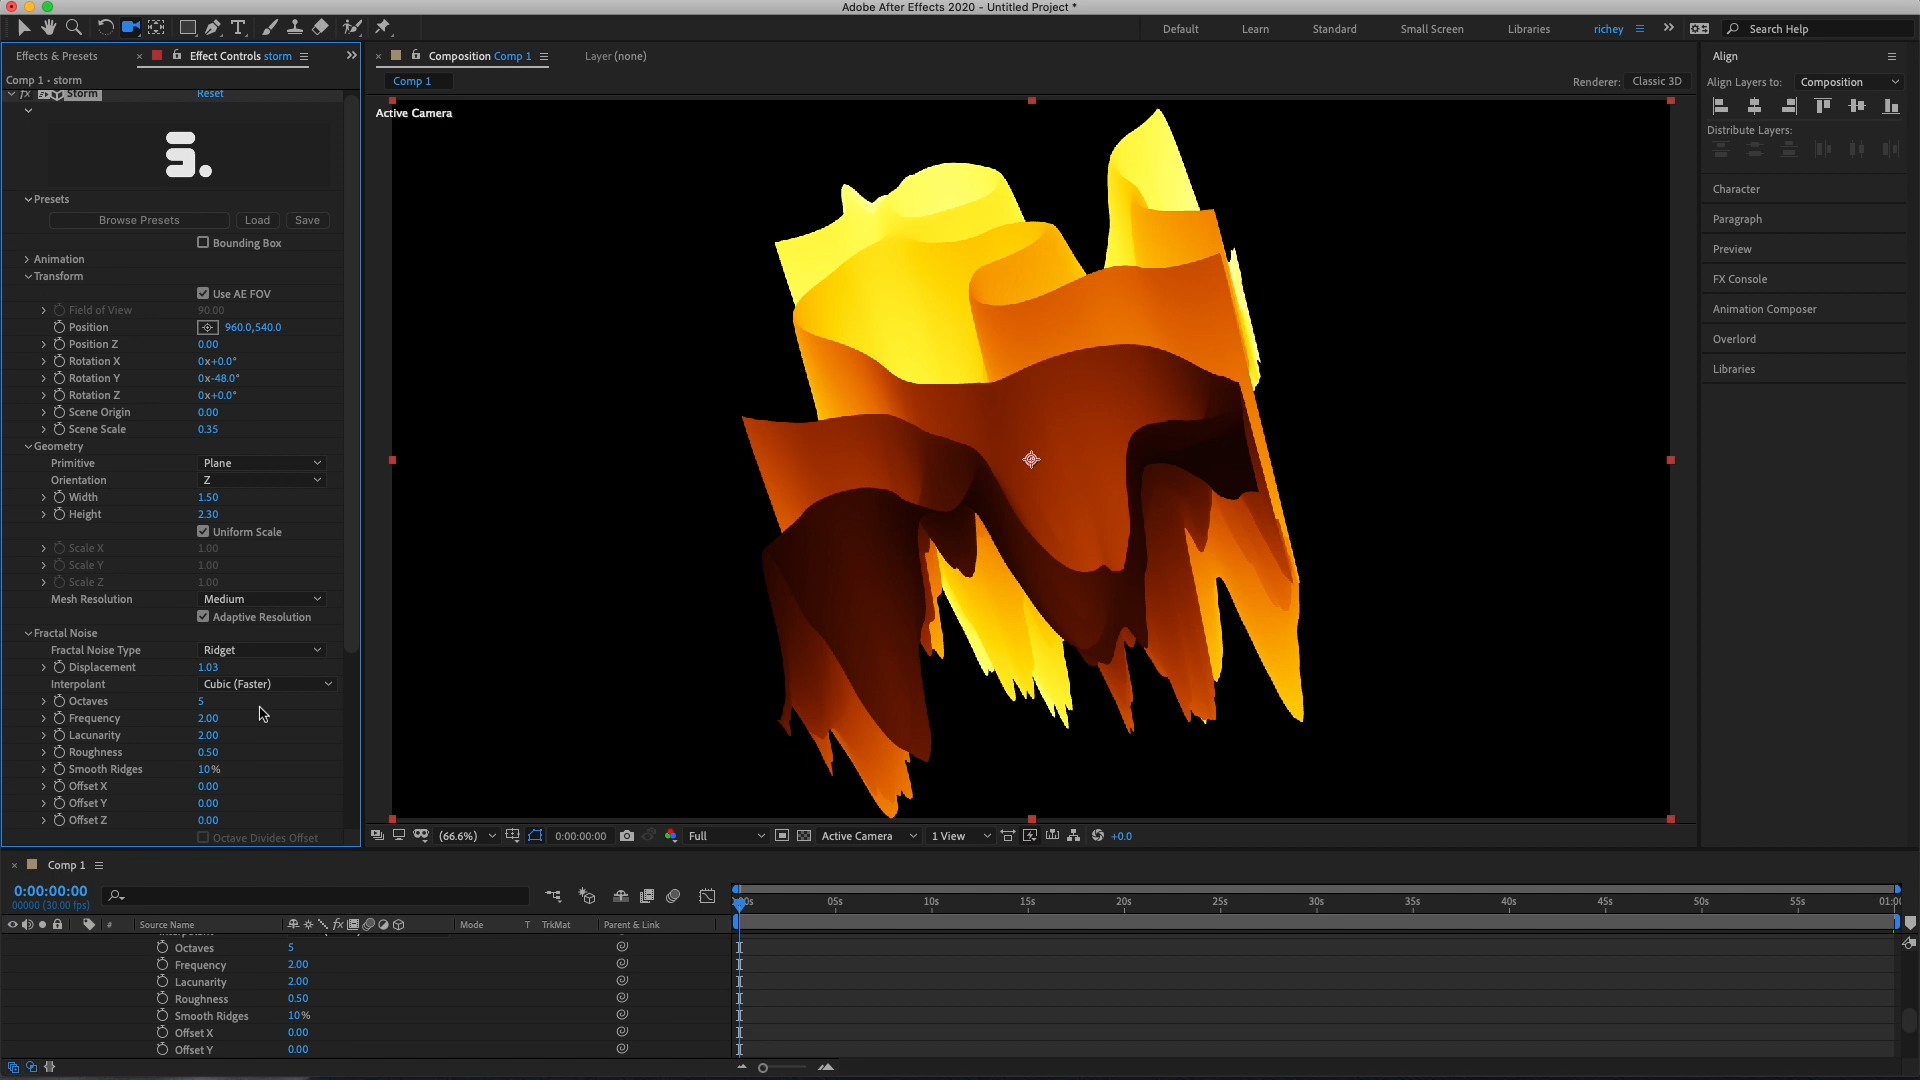 Adobe After Effects 2020 - Untitled Project *
Default
Learn
Standard
Small Screen
Libraries
richey
Search Help
Effects & Presets
Effect Controls storm
Composition Comp 1
Layer (none)
Align
Comp 1 • storm
Comp 1
Renderer: Classic 3D
Align Layers to: Composition
fx Storm Reset
Active Camera
Distribute Layers:
Presets
Browse Presets Load Save
Bounding Box
Animation
Transform
Use AE FOV
Field of View 90.00
Position 960.0,540.0
Position Z 0.00
Rotation X 0x+0.0°
Rotation Y 0x-48.0°
Rotation Z 0x+0.0°
Scene Origin 0.00
Scene Scale 0.35
Geometry
Primitive Plane
Orientation Z
Width 1.50
Height 2.30
Uniform Scale
Scale X 1.00
Scale Y 1.00
Scale Z 1.00
Mesh Resolution Medium
Adaptive Resolution
Fractal Noise
Fractal Noise Type Ridget
Displacement 1.03
Interpolant Cubic (Faster)
Octaves 5
Frequency 2.00
Lacunarity 2.00
Roughness 0.50
Smooth Ridges 10%
Offset X 0.00
Offset Y 0.00
Offset Z 0.00
Octave Divides Offset
Character
Paragraph
Preview
FX Console
Animation Composer
Overlord
Libraries
(66.6%) 0:00:00:00 Full Active Camera 1 View +0.0
Comp 1
0:00:00:00
00000 (30.00 fps)
05s 10s 15s 20s 25s 30s 35s 40s 45s 50s 55s
# Source Name fx Mode T TrkMat Parent & Link
Octaves 5
Frequency 2.00
Lacunarity 2.00
Roughness 0.50
Smooth Ridges 10%
Offset X 0.00
Offset Y 0.00